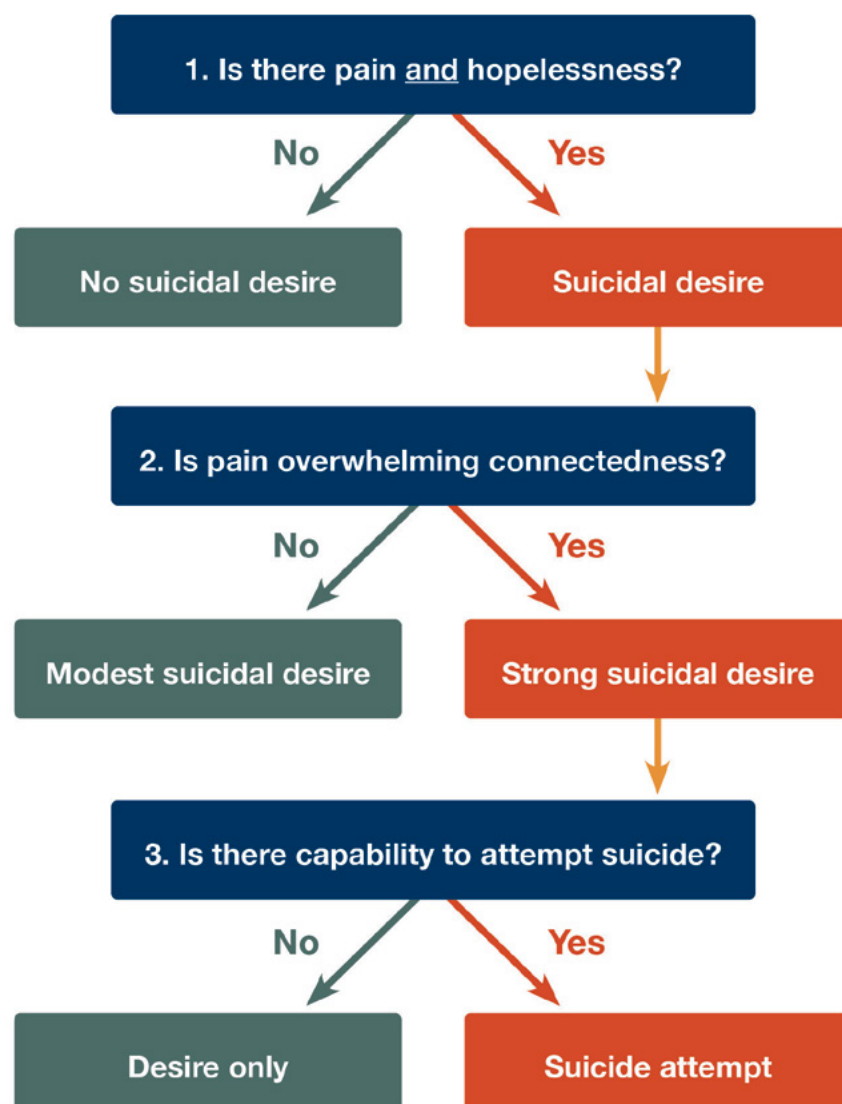 1. Is there pain and hopelessness?
No
Yes
No suicidal desire
Suicidal desire
2. Is pain overwhelming connectedness?
No
Yes
Modest suicidal desire
Strong suicidal desire
3. Is there capability to attempt suicide?
No
Yes
Desire only
Suicide attempt